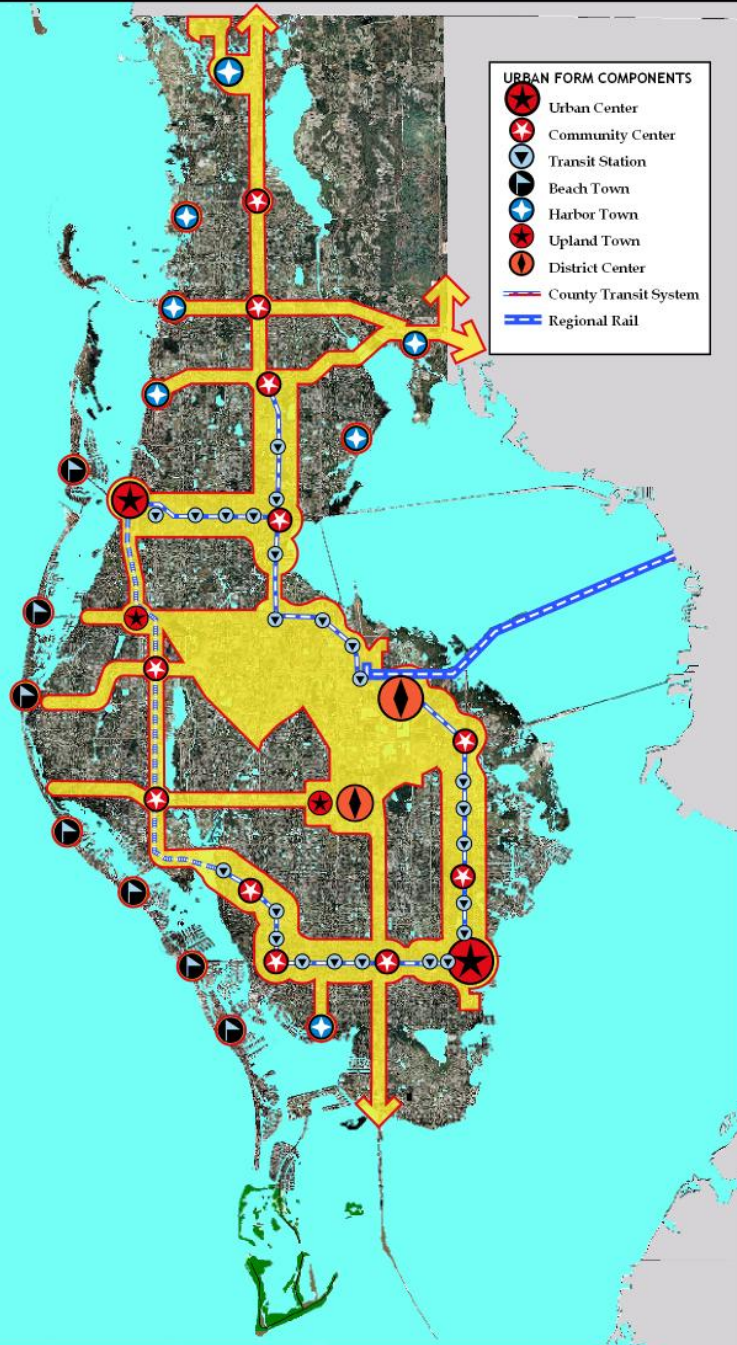 URBAN FORM COMPONENTS
Urban Center
Community Center
Transit Station
Beach Town
Harbor Town
Upland Town
District Center
County Transit System
Regional Rail